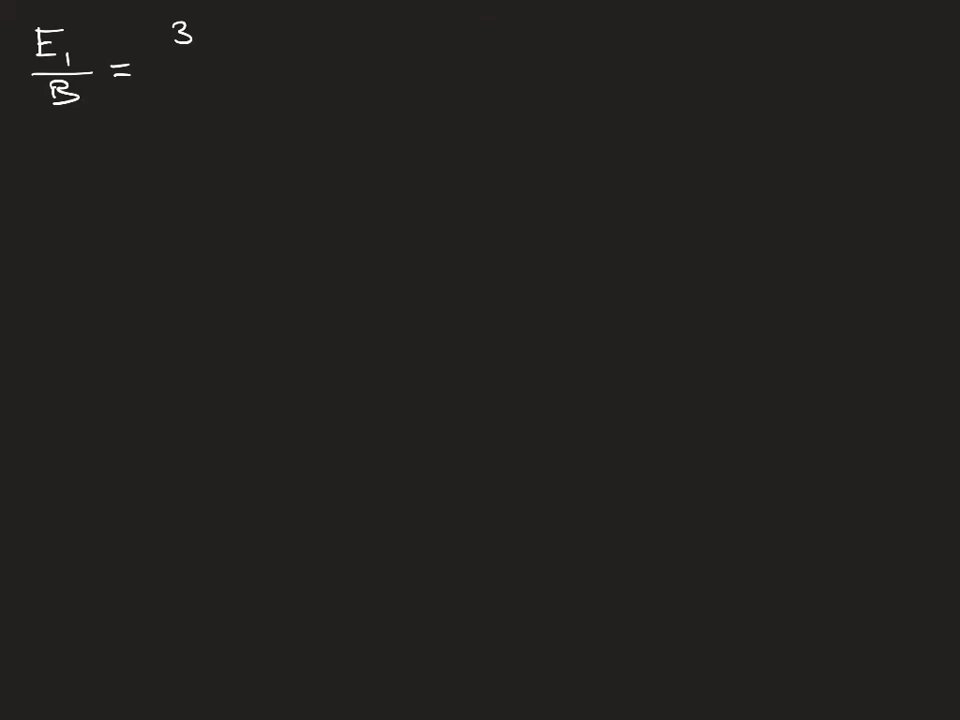 E₁/B = 3